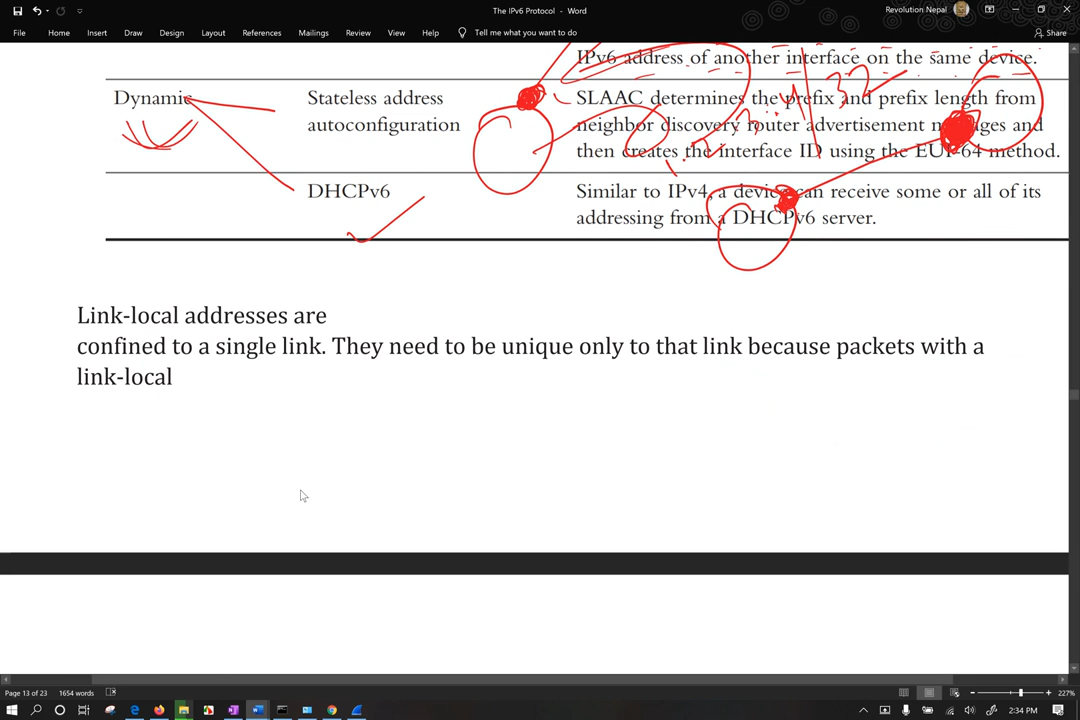 The IPv6 Protocol - Word
Revolution Nepal
File Home Insert Draw Design Layout References Mailings Review View Help Tell me what you want to do Share
IPv6 address of another interface on the same device.
Dynamic
Stateless address
autoconfiguration
SLAAC determines the prefix and prefix length from
neighbor discovery router advertisement messages and
then creates the interface ID using the EUI-64 method.
1.2.3.4/32
DHCPv6
Similar to IPv4, a device can receive some or all of its
addressing from a DHCPv6 server.
Link-local addresses are
confined to a single link. They need to be unique only to that link because packets with a
link-local
Page 13 of 23 1654 words 227%
2:34 PM